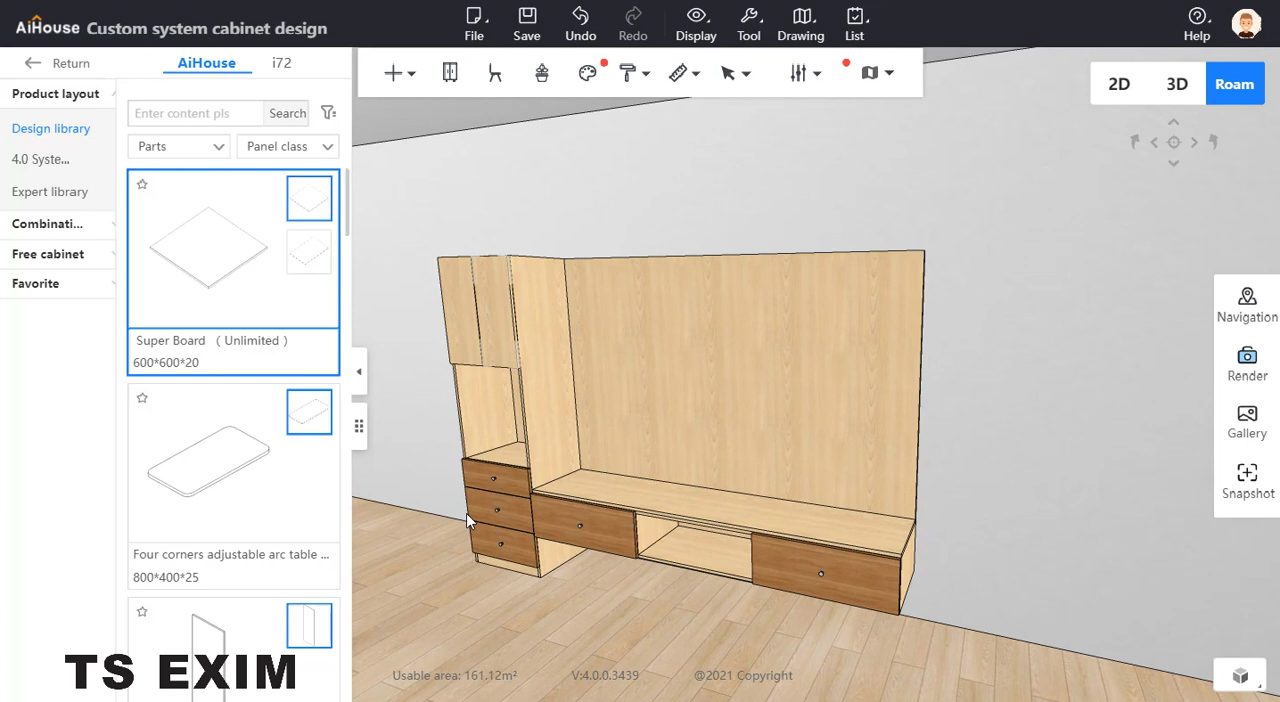 AiHouse Custom system cabinet design
File
Save
Undo
Redo
Display
Tool
Drawing
List
Help
Return
AiHouse
i72
Product layout
Design library
4.0 Syste...
Expert library
Combinati...
Free cabinet
Favorite
Enter content pls
Search
Parts
Panel class
Super Board （ Unlimited ）
600*600*20
Four corners adjustable arc table ...
800*400*25
2D
3D
Roam
Navigation
Render
Gallery
Snapshot
TS EXIM
Usable area: 161.12m²
V:4.0.0.3439
@2021 Copyright